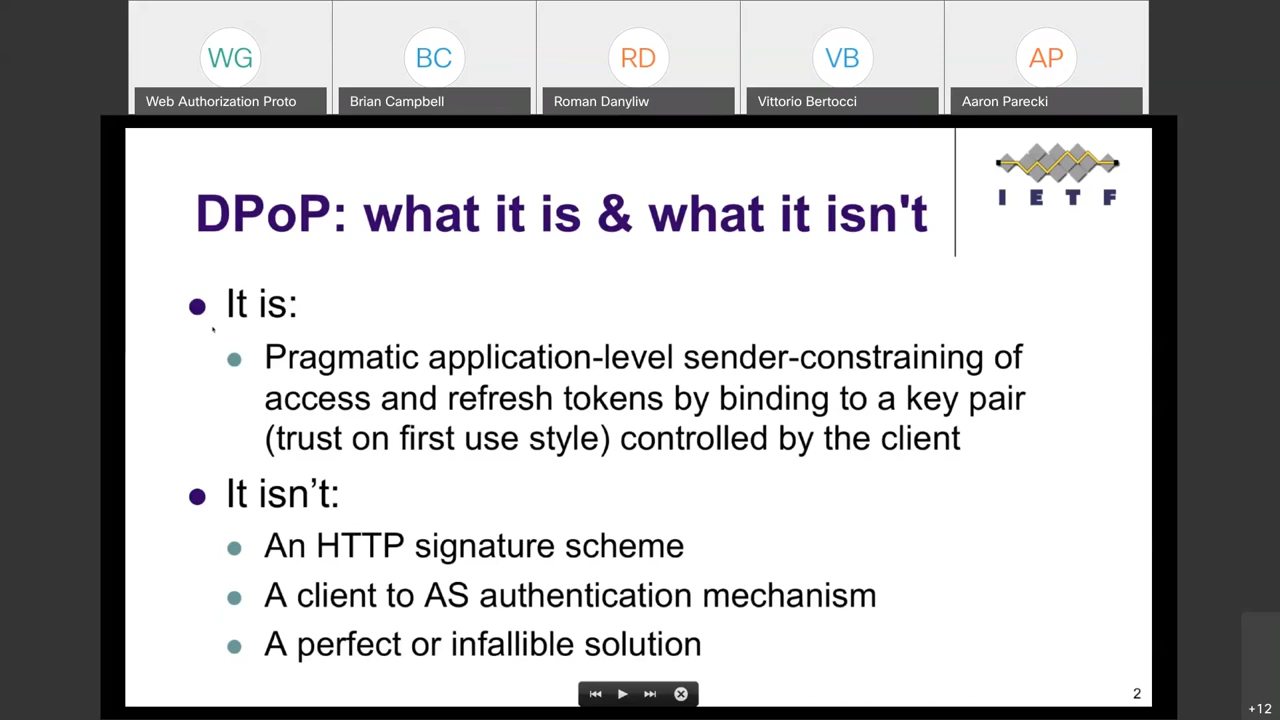 WG
BC
RD
VB
AP
Web Authorization Proto
Brian Campbell
Roman Danyliw
Vittorio Bertocci
Aaron Parecki
IETF
DPoP: what it is & what it isn't
It is:
Pragmatic application-level sender-constraining of
access and refresh tokens by binding to a key pair
(trust on first use style) controlled by the client
It isn’t:
An HTTP signature scheme
A client to AS authentication mechanism
A perfect or infallible solution
2
+12